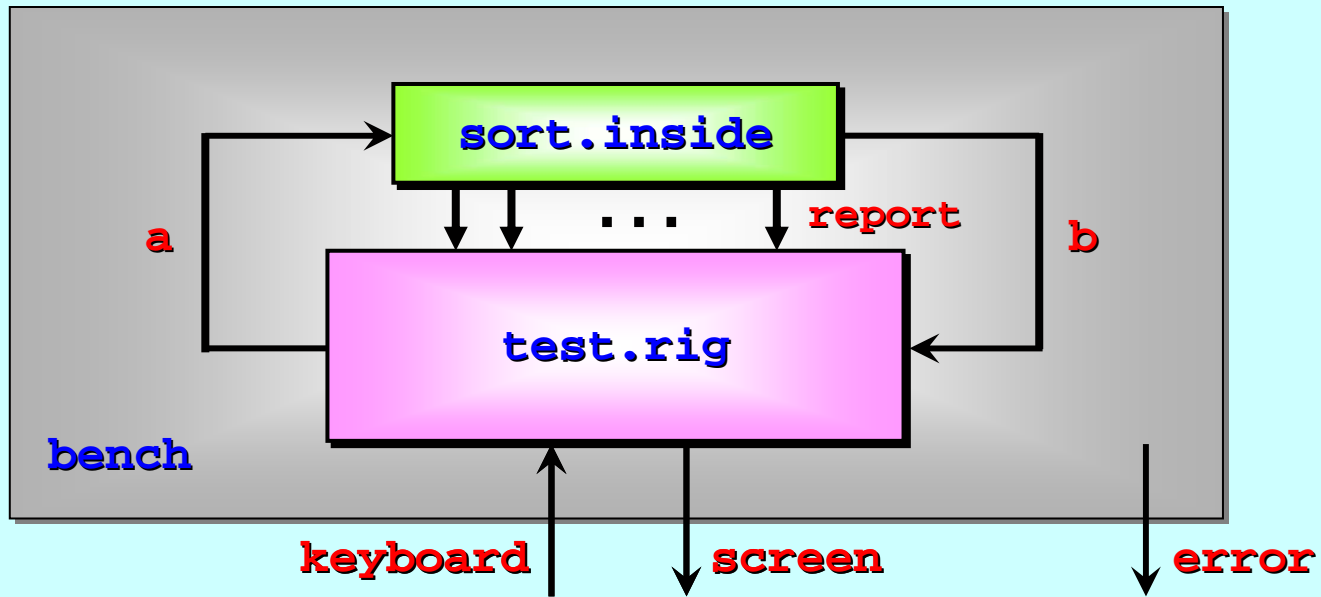 sort.inside
...
report
a
b
test.rig
bench
keyboard
screen
error